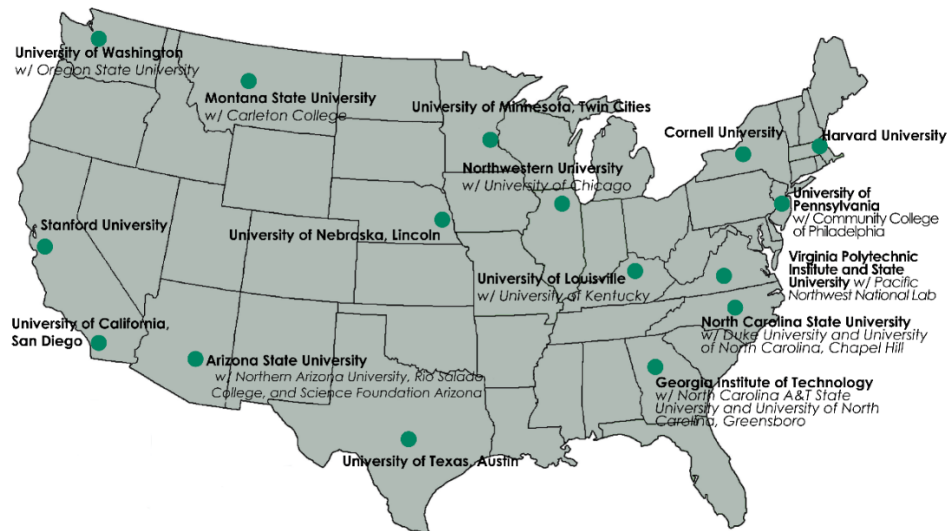 University of Washington
w/ Oregon State University
Montana State University
w/ Carleton College
University of Minnesota, Twin Cities
Cornell University
Harvard University
Northwestern University
w/ University of Chicago
University of
Pennsylvania
w/ Community College
of Philadelphia
Stanford University
University of Nebraska, Lincoln
Virginia Polytechnic
Institute and State
University w/ Pacific
Northwest National Lab
University of Louisville
w/ University of Kentucky
University of California,
San Diego
North Carolina State University
w/ Duke University and University
of North Carolina, Chapel Hill
Arizona State University
w/ Northern Arizona University, Rio Salado
College, and Science Foundation Arizona
Georgia Institute of Technology
w/ North Carolina A&T State
University and University of North
Carolina, Greensboro
University of Texas, Austin